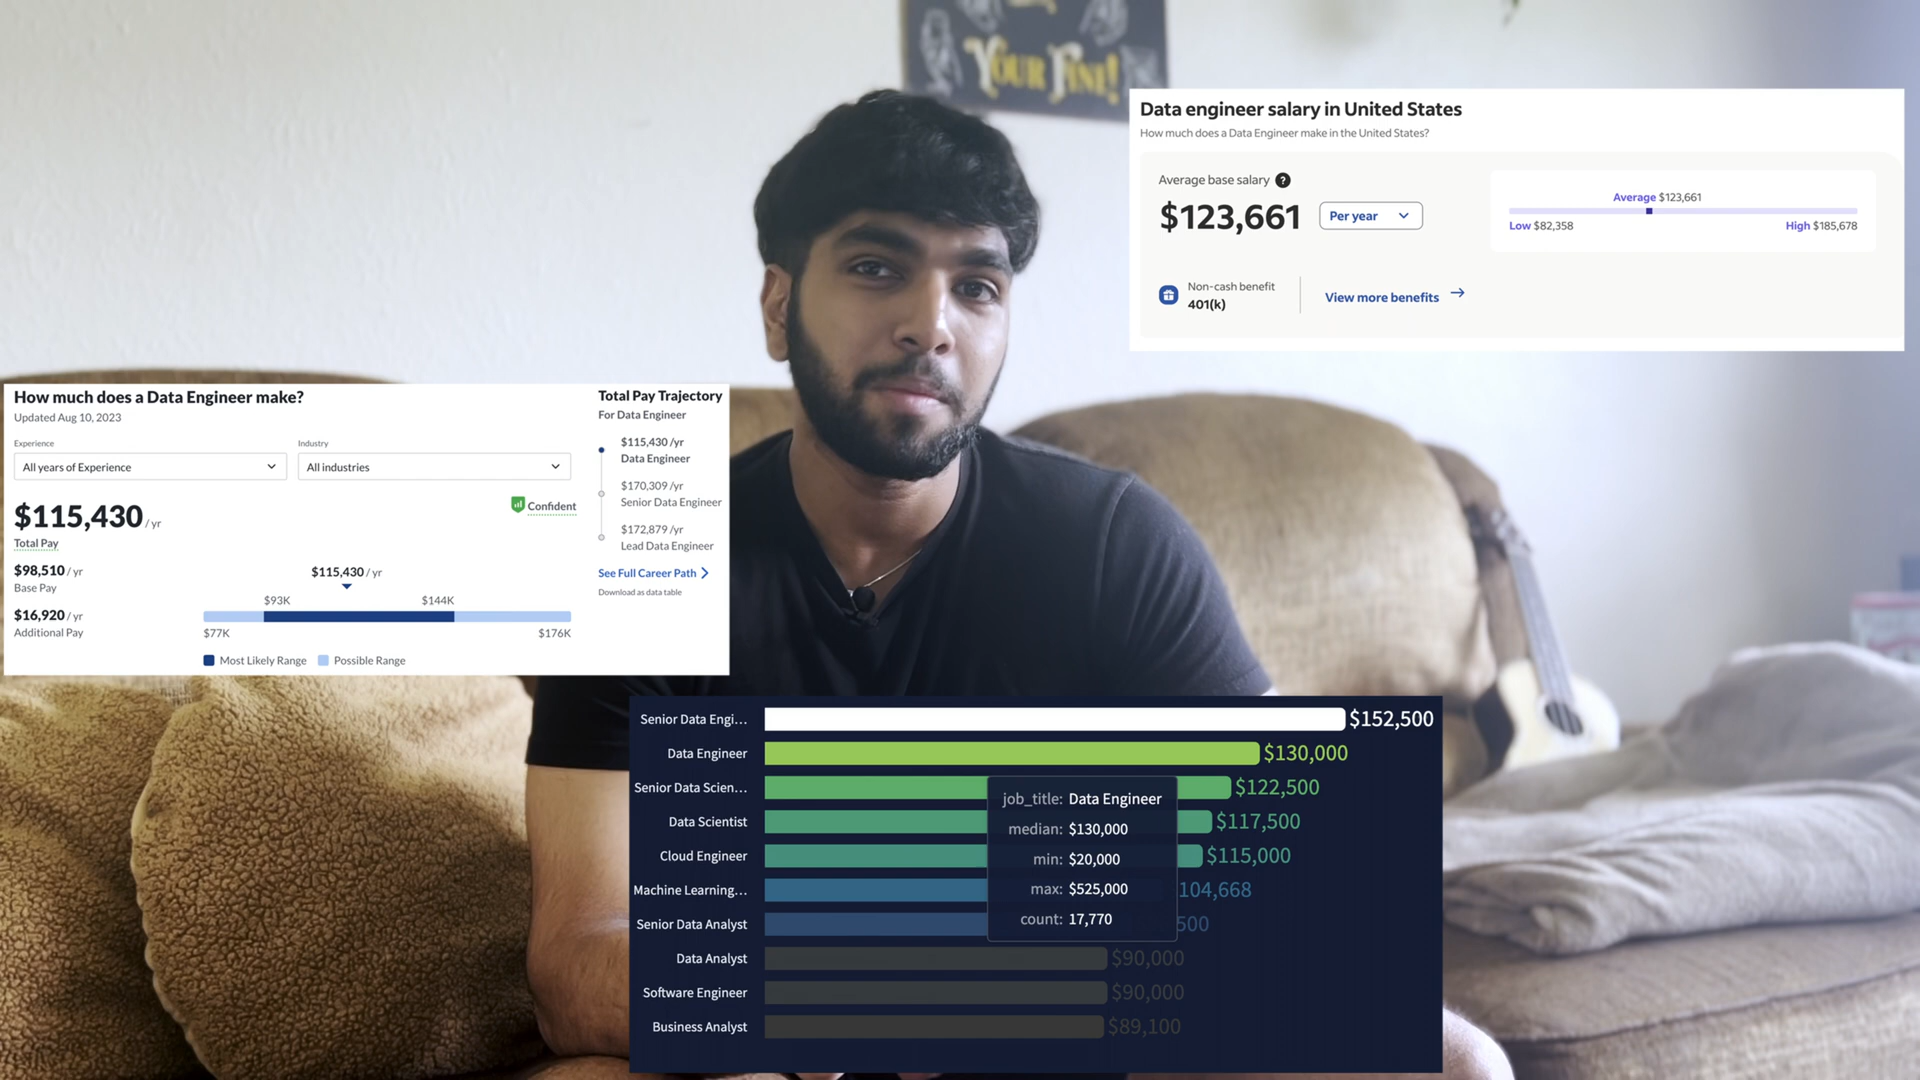 YOUR FINE!
Data engineer salary in United States
How much does a Data Engineer make in the United States?
Average base salary ?
$123,661 Per year
Average $123,661
Low $82,358 High $185,678
Non-cash benefit
401(k)
View more benefits
How much does a Data Engineer make?
Updated Aug 10, 2023
Experience Industry
All years of Experience All industries
$115,430 / yr
Confident
Total Pay
$98,510 / yr
Base Pay
$16,920 / yr
Additional Pay
$115,430 / yr
$93K $144K
$77K $176K
Most Likely Range Possible Range
Total Pay Trajectory
For Data Engineer
$115,430 /yr
Data Engineer
$170,309 /yr
Senior Data Engineer
$172,879 /yr
Lead Data Engineer
See Full Career Path
Download as data table
Senior Data Engi... $152,500
Data Engineer $130,000
Senior Data Scien... $122,500
Data Scientist $117,500
Cloud Engineer $115,000
Machine Learning... 104,668
Senior Data Analyst 500
Data Analyst $90,000
Software Engineer $90,000
Business Analyst $89,100
job_title: Data Engineer
median: $130,000
min: $20,000
max: $525,000
count: 17,770